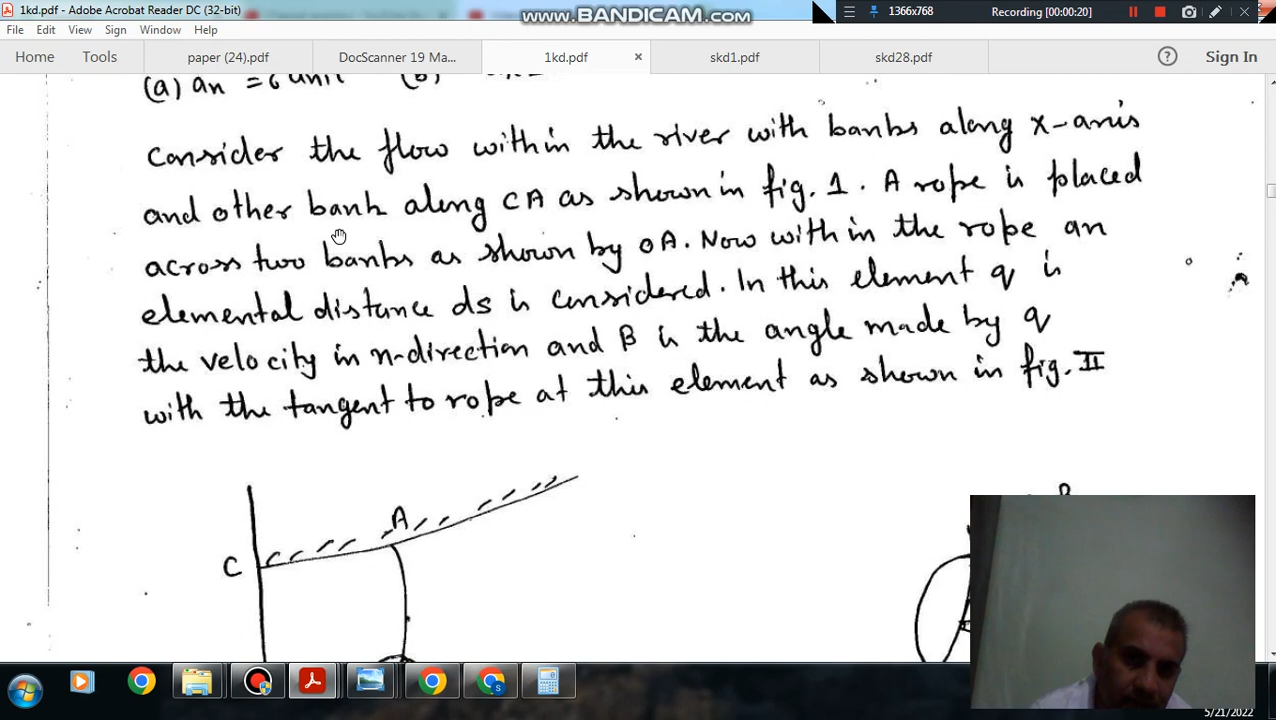 1kd.pdf - Adobe Acrobat Reader DC (32-bit)
www.BANDICAM.com
1366x768
Recording [00:00:20]
File Edit View Sign Window Help
Home Tools paper (24).pdf DocScanner 19 Ma... 1kd.pdf × skd1.pdf skd28.pdf Sign In
(a) an = 6 unit (b)
Consider the flow within the river with banks along x-axis
and other bank along CA as shown in fig. 1. A rope is placed
across two banks as shown by OA. Now with in the rope an
elemental distance ds is considered. In this element q is
the velocity in n-direction and B is the angle made by q
with the tangent to rope at this element as shown in fig. II
A
C
5/21/2022